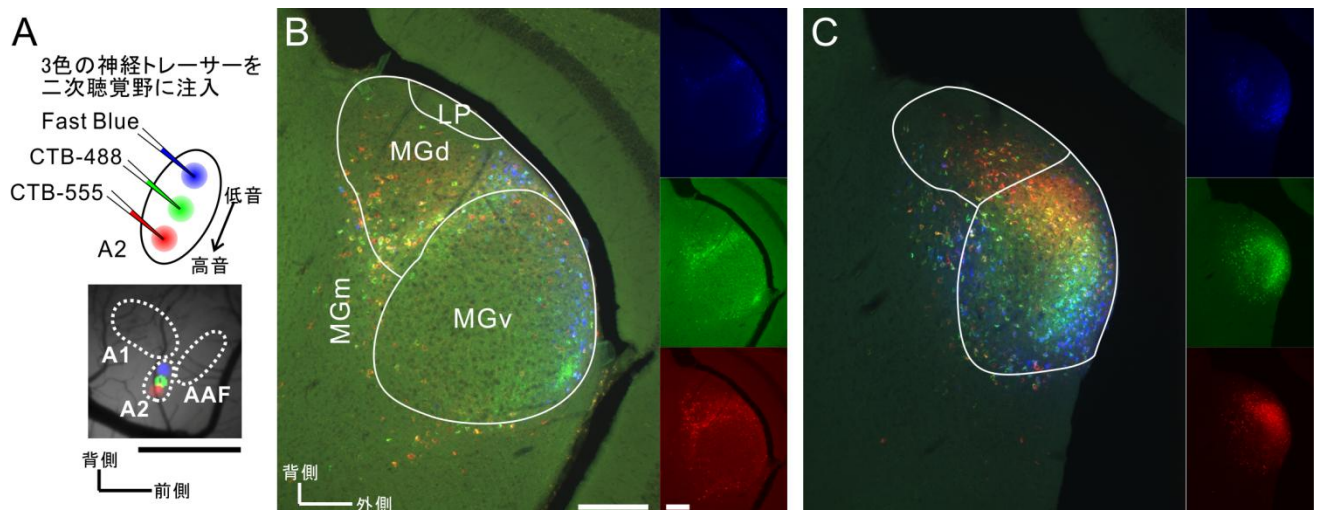 A
3色の神経トレーサーを
二次聴覚野に注入
Fast Blue
CTB-488
CTB-555
低音
A2
高音
A1
A2
AAF
背側
前側
B
LP
MGd
MGm
MGv
背側
外側
C